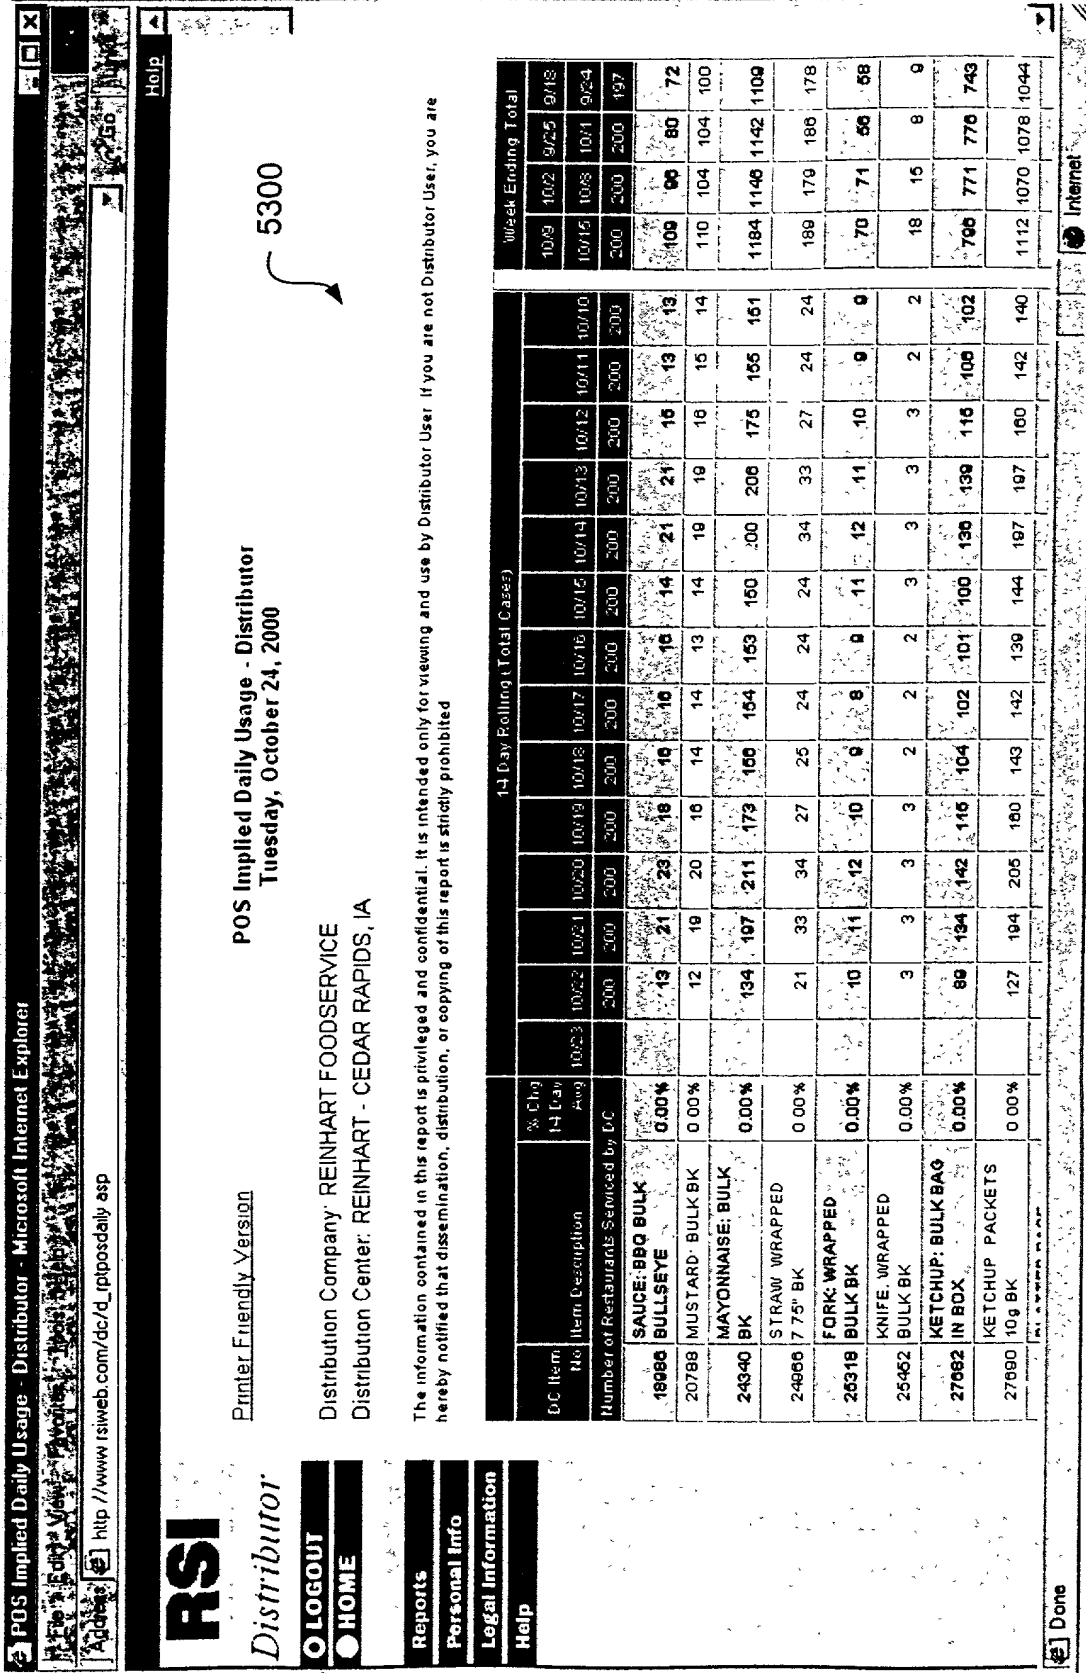 POS Implied Daily Usage - Distributor - Microsoft Internet Explorer
File Edit View Favorites Tools Help
Address http://www rsiweb.com/dc/d_rptposdaily asp Go Links
Help
RSI
Distributor
LOGOUT
HOME
Reports
Personal Info
Legal Information
Help
Printer Friendly Version
POS Implied Daily Usage - Distributor
Tuesday, October 24, 2000
5300
Distribution Company: REINHART FOODSERVICE
Distribution Center: REINHART - CEDAR RAPIDS, IA
The information contained in this report is privileged and confidential. It is intended only for viewing and use by Distributor User If you are not Distributor User, you are
hereby notified that dissemination, distribution, or copying of this report is strictly prohibited
14 Day Rolling (Total Cases) Week Ending Total
DC Item No Item Description % Chg 14 Day Avg 10/23 10/22 10/21 10/20 10/19 10/18 10/17 10/16 10/15 10/14 10/13 10/12 10/11 10/10 10/9 10/2 9/25 9/18
10/15 10/8 10/1 9/24
Number of Restaurants Serviced by DC 200 200 200 200 200 200 200 200 200 200 200 200 200 200 200 200 197
18986 SAUCE: BBQ BULK BULLSEYE 0.00% 13 21 23 18 16 16 16 14 21 21 16 13 13 109 96 80 72
20788 MUSTARD: BULK BK 0 00% 12 19 20 16 14 14 13 14 19 19 16 15 14 110 104 104 100
24340 MAYONNAISE: BULK BK 0.00% 134 197 211 173 156 154 153 150 :00 206 175 155 151 1184 1146 1142 1109
24966 STRAW WRAPPED 7 75" BK 0 00% 21 33 34 27 25 24 24 24 34 33 27 24 24 189 179 186 178
25318 FORK: WRAPPED BULK BK 0.00% 10 11 12 10 9 8 9 11 12 11 10 9 9 70 71 56 58
25452 KNIFE. WRAPPED BULK BK 0.00% 3 3 3 3 2 2 2 3 3 3 3 2 2 18 15 8 9
27682 KETCHUP: BULK BAG IN BOX 0.00% 89 134 142 115 104 102 101 100 136 139 115 106 102 796 771 776 743
27690 KETCHUP PACKETS 10g BK 0 00% 127 194 205 160 143 142 139 144 197 197 160 142 140 1112 1070 1078 1044
Done Internet